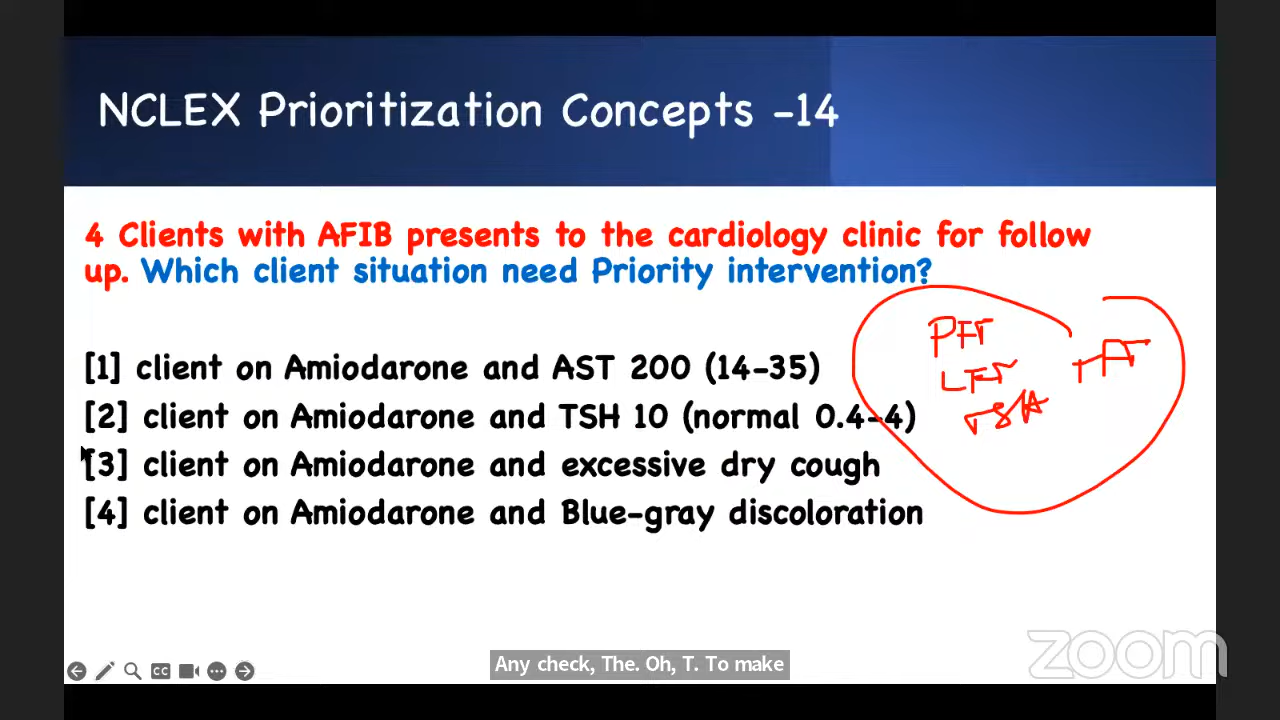 NCLEX Prioritization Concepts -14
4 Clients with AFIB presents to the cardiology clinic for follow
up. Which client situation need Priority intervention?
PFT
[1] client on Amiodarone and AST 200 (14-35)
LFT
[2] client on Amiodarone and TSH 10 (normal 0.4-4)
[3] client on Amiodarone and excessive dry cough
[4] client on Amiodarone and Blue-gray discoloration
CC
Any check, The. Oh, T. To make
zoom